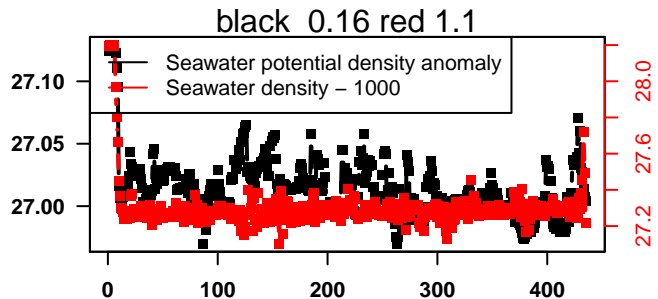 black 0.16 red 1.1
Seawater potential density anomaly
Seawater density − 1000
27.10
27.05
27.00
28.0
27.6
27.2
0 100 200 300 400